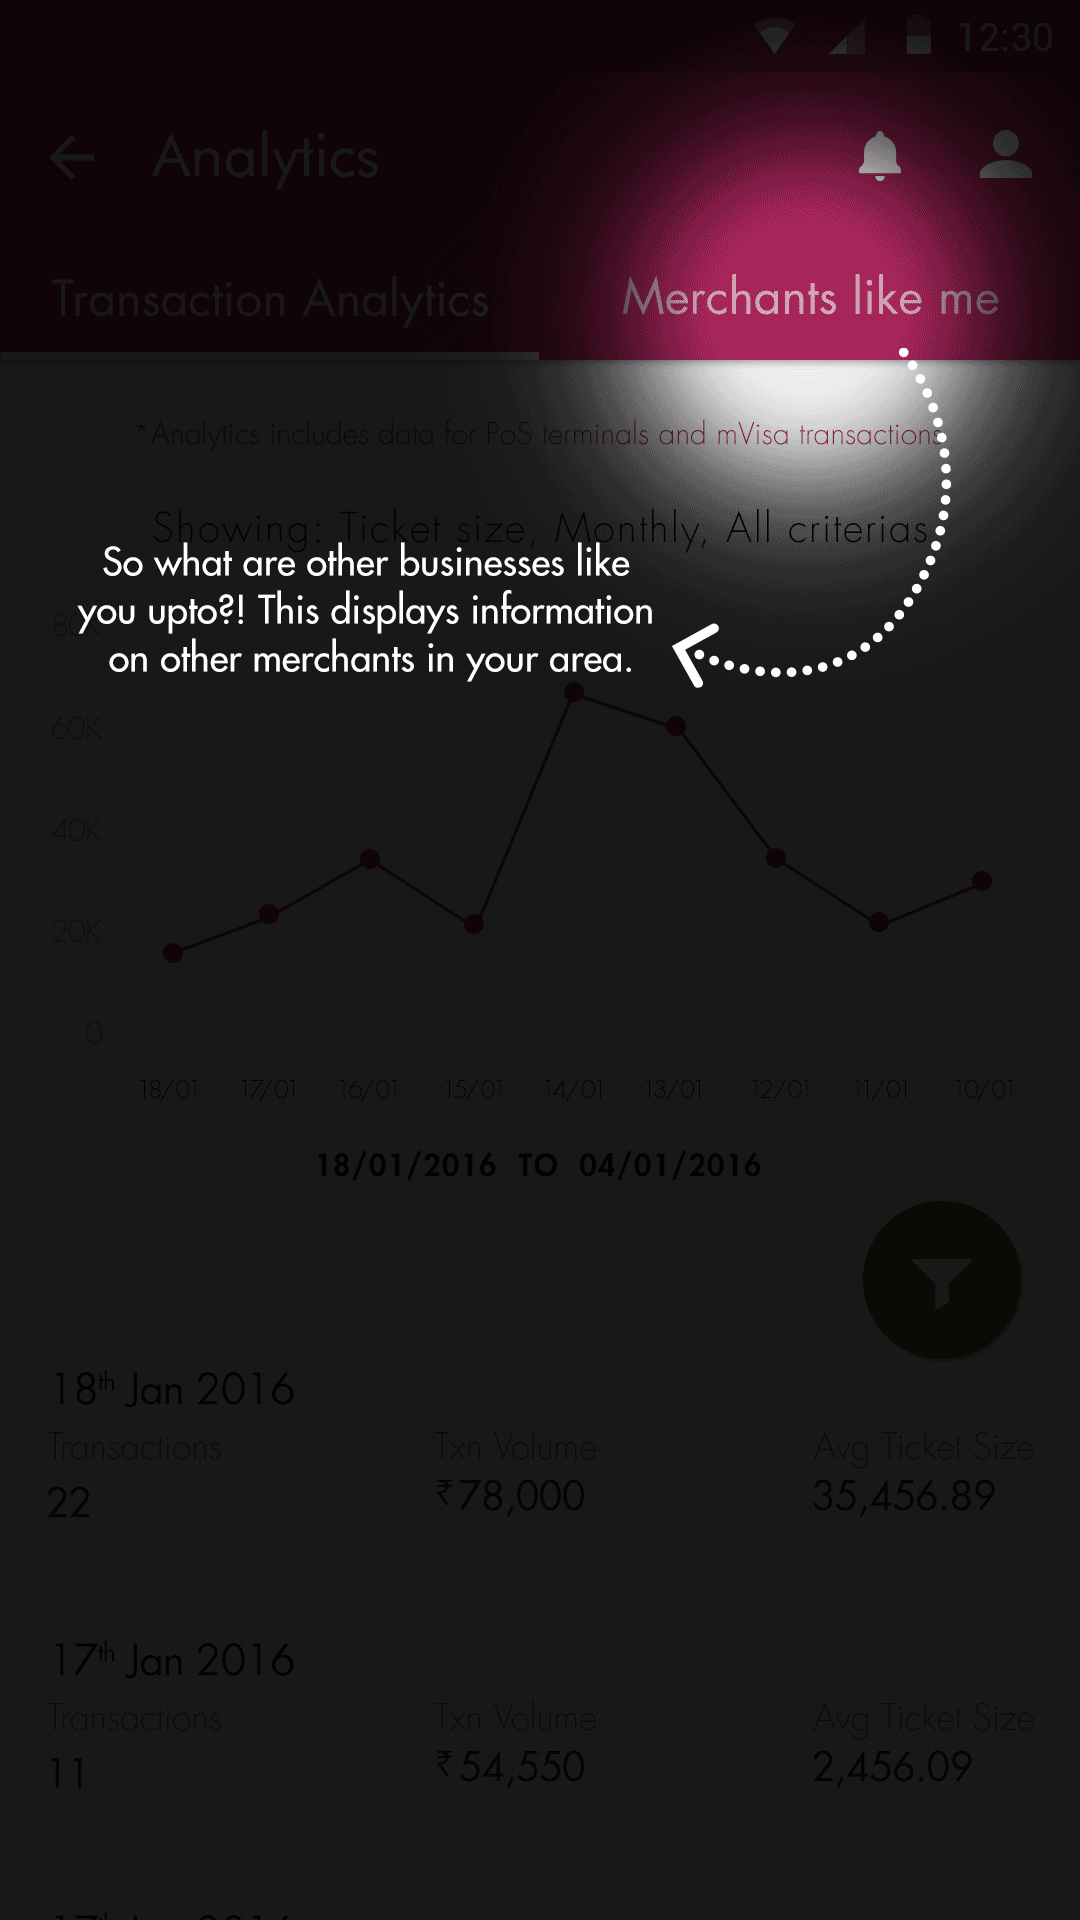 12:30
Analytics
Transaction Analytics
Merchants like me
*Analytics includes data for PoS terminals and mVisa transactions
Showing: Ticket size, Monthly, All criterias
So what are other businesses like
you upto?! This displays information
on other merchants in your area.
80K
60K
40K
20K
0
18/01 17/01 16/01 15/01 14/01 13/01 12/01 11/01 10/01
18/01/2016 TO 04/01/2016
18th Jan 2016
Transactions Txn Volume Avg Ticket Size
22 ₹78,000 35,456.89
17th Jan 2016
Transactions Txn Volume Avg Ticket Size
11 ₹54,550 2,456.09
17th Jan 2016